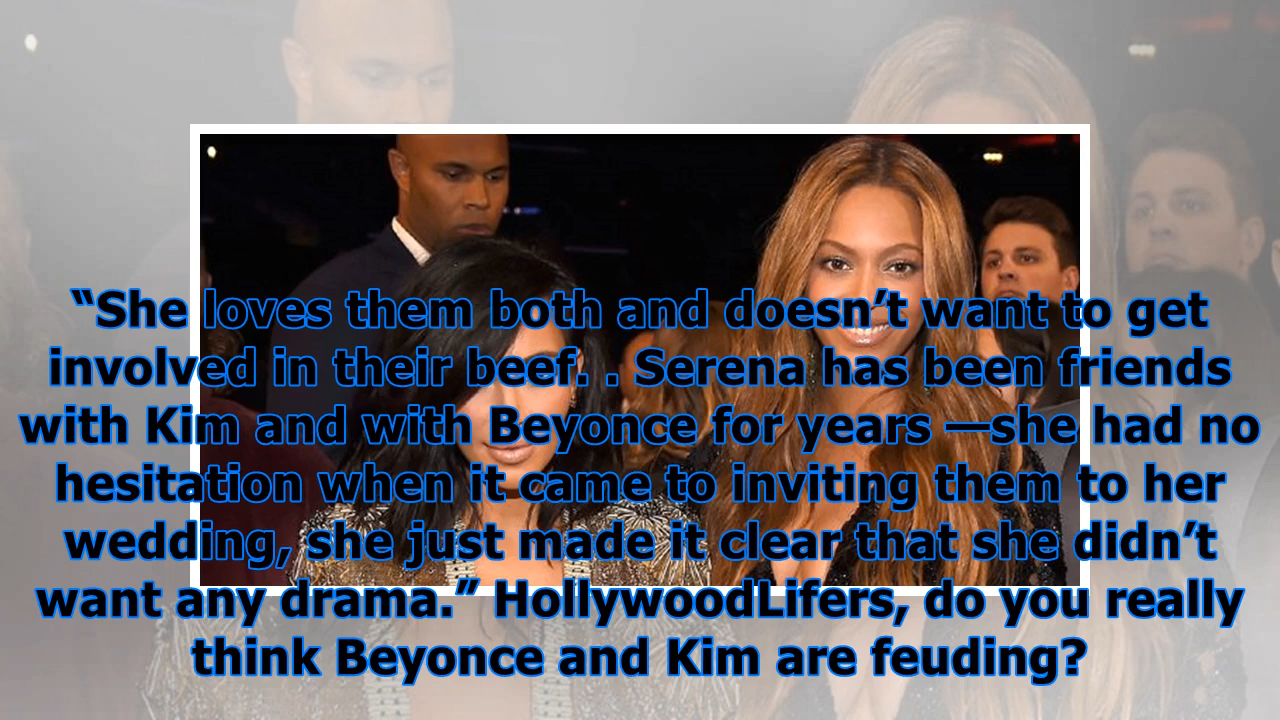 “She loves them both and doesn’t want to get
involved in their beef. . Serena has been friends
with Kim and with Beyonce for years —she had no
hesitation when it came to inviting them to her
wedding, she just made it clear that she didn’t
want any drama.” HollywoodLifers, do you really
think Beyonce and Kim are feuding?